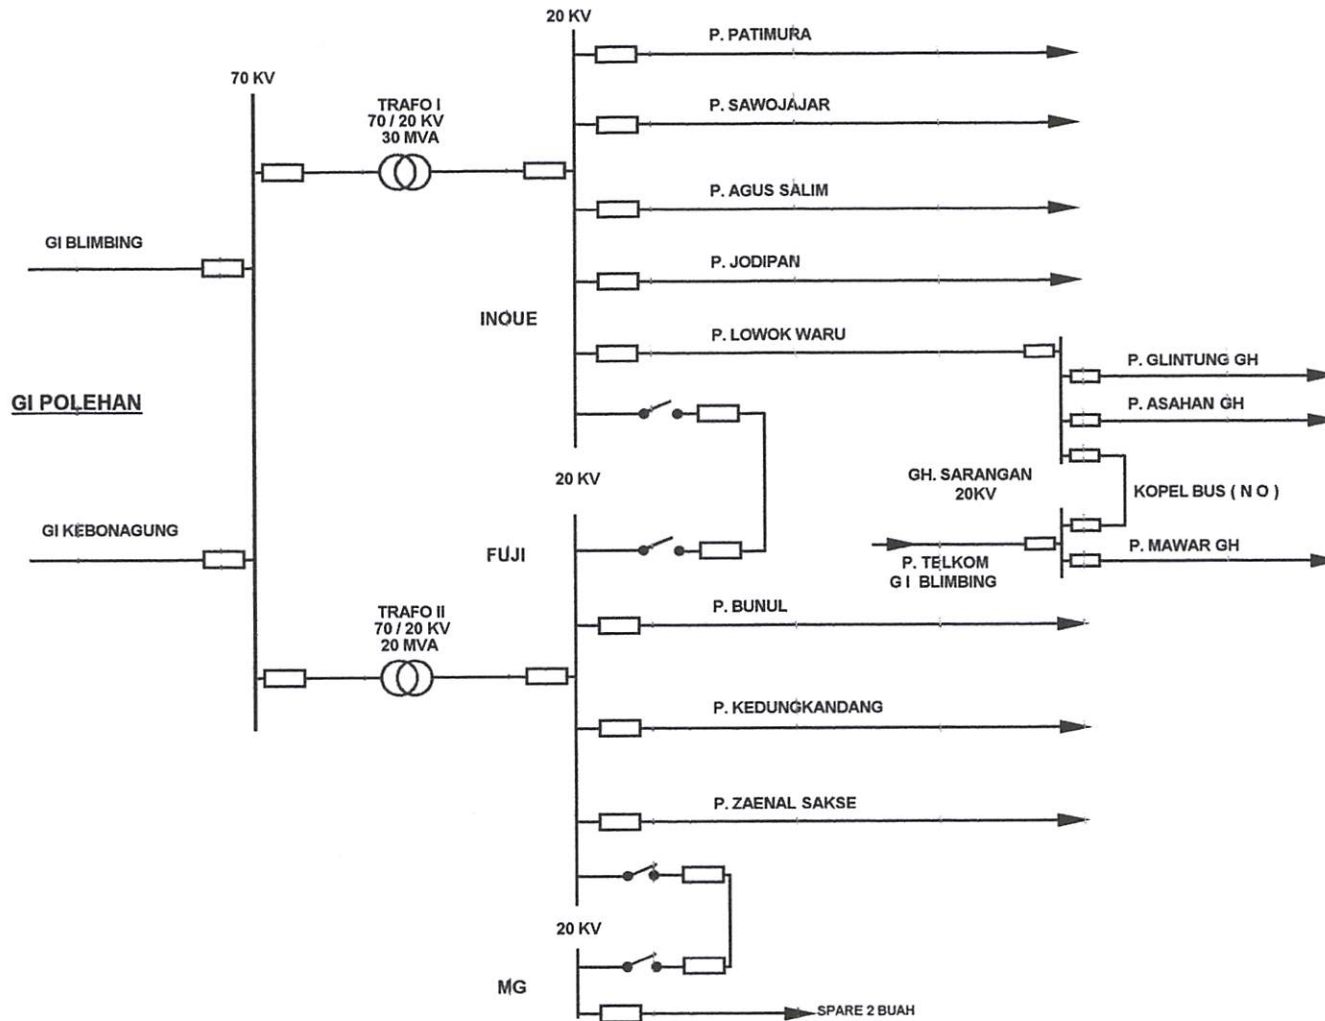 20 KV
P. PATIMURA
70 KV
TRAFO I
70 / 20 KV
30 MVA
P. SAWOJAJAR
P. AGUS SALIM
GI BLIMBING
P. JODIPAN
INOUE
P. LOWOK WARU
P. GLINTUNG GH
GI POLEHAN
P. ASAHAN GH
20 KV
GH. SARANGAN
20KV
KOPEL BUS ( N O )
GI KEBONAGUNG
FUJI
P. TELKOM
G I BLIMBING
P. MAWAR GH
TRAFO II
70 / 20 KV
20 MVA
P. BUNUL
P. KEDUNGKANDANG
P. ZAENAL SAKSE
20 KV
MG
SPARE 2 BUAH